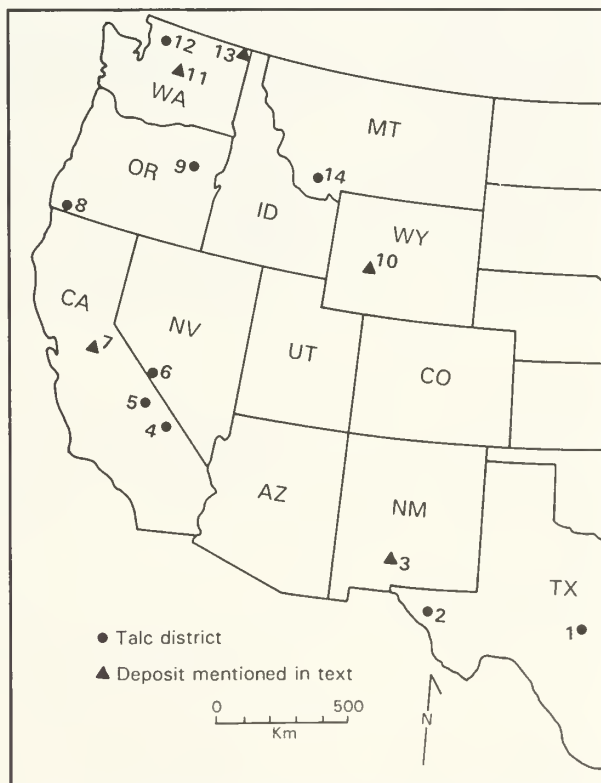 12
13
11
WA
MT
OR
9
14
8
ID
WY
10
CA
NV
7
UT
CO
6
5
4
AZ
NM
3
TX
2
1
Talc district
Deposit mentioned in text
0 500
Km
N